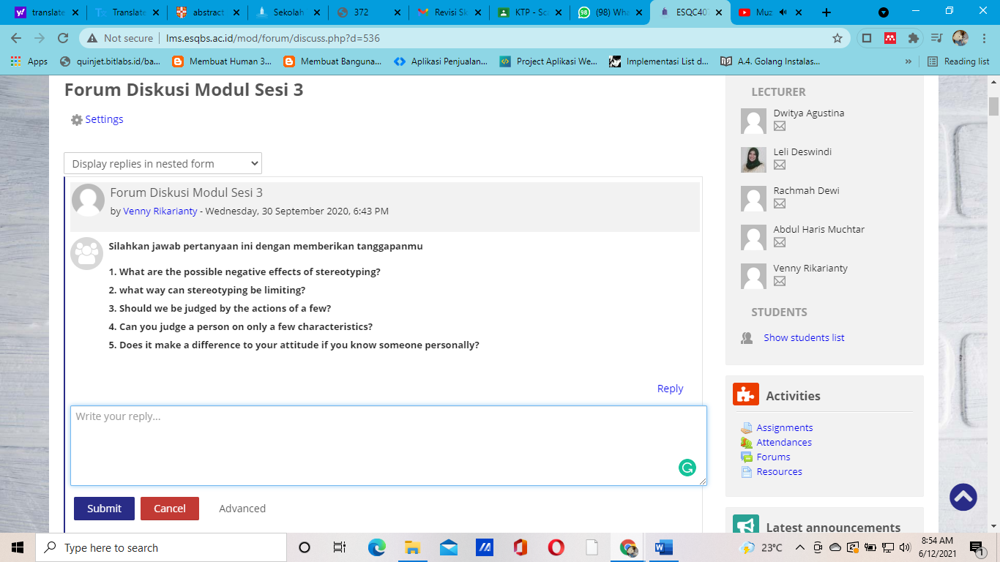 translate
Translate
abstract
Sekolah
372
Revisi Sk
KTP - Sca
(98) Wha
ESQC407
Muz
Not secure
lms.esqbs.ac.id/mod/forum/discuss.php?d=536
Apps
quinjet.bitlabs.id/ba...
Membuat Human 3...
Membuat Banguna...
Aplikasi Penjualan...
Project Aplikasi We...
Implementasi List d...
A.4. Golang Instalas...
»
Reading list
Forum Diskusi Modul Sesi 3
Settings
Display replies in nested form
Forum Diskusi Modul Sesi 3
by Venny Rikarianty - Wednesday, 30 September 2020, 6:43 PM
Silahkan jawab pertanyaan ini dengan memberikan tanggapanmu
1. What are the possible negative effects of stereotyping?
2. what way can stereotyping be limiting?
3. Should we be judged by the actions of a few?
4. Can you judge a person on only a few characteristics?
5. Does it make a difference to your attitude if you know someone personally?
Reply
Write your reply...
Submit
Cancel
Advanced
LECTURER
Dwitya Agustina
Leli Deswindi
Rachmah Dewi
Abdul Haris Muchtar
Venny Rikarianty
STUDENTS
Show students list
Activities
Assignments
Attendances
Forums
Resources
Latest announcements
Type here to search
23°C
8:54 AM
6/12/2021
1